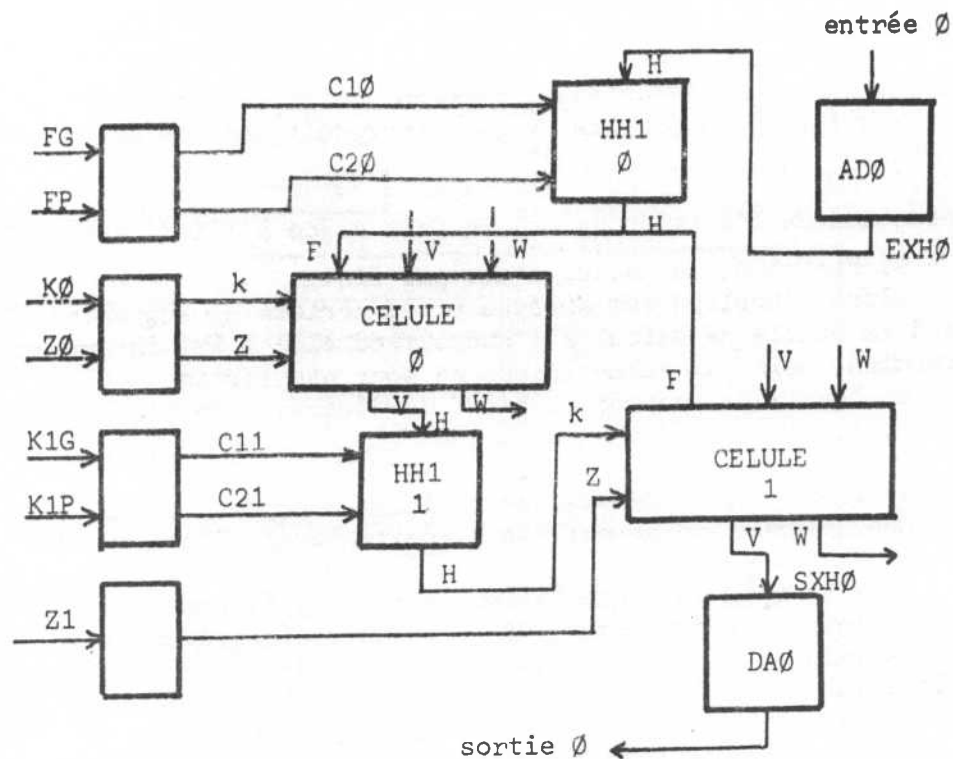 entrée Ø
H
C1Ø
FG
HH1
Ø
C2Ø
ADØ
FP
H
EXHØ
F
V
W
KØ
k
CELULE
Ø
ZØ
Z
V
W
F
V
W
H
k
K1G
C11
CELULE
1
HH1
1
Z
K1P
C21
V
W
H
SXHØ
Z1
DAØ
sortie Ø